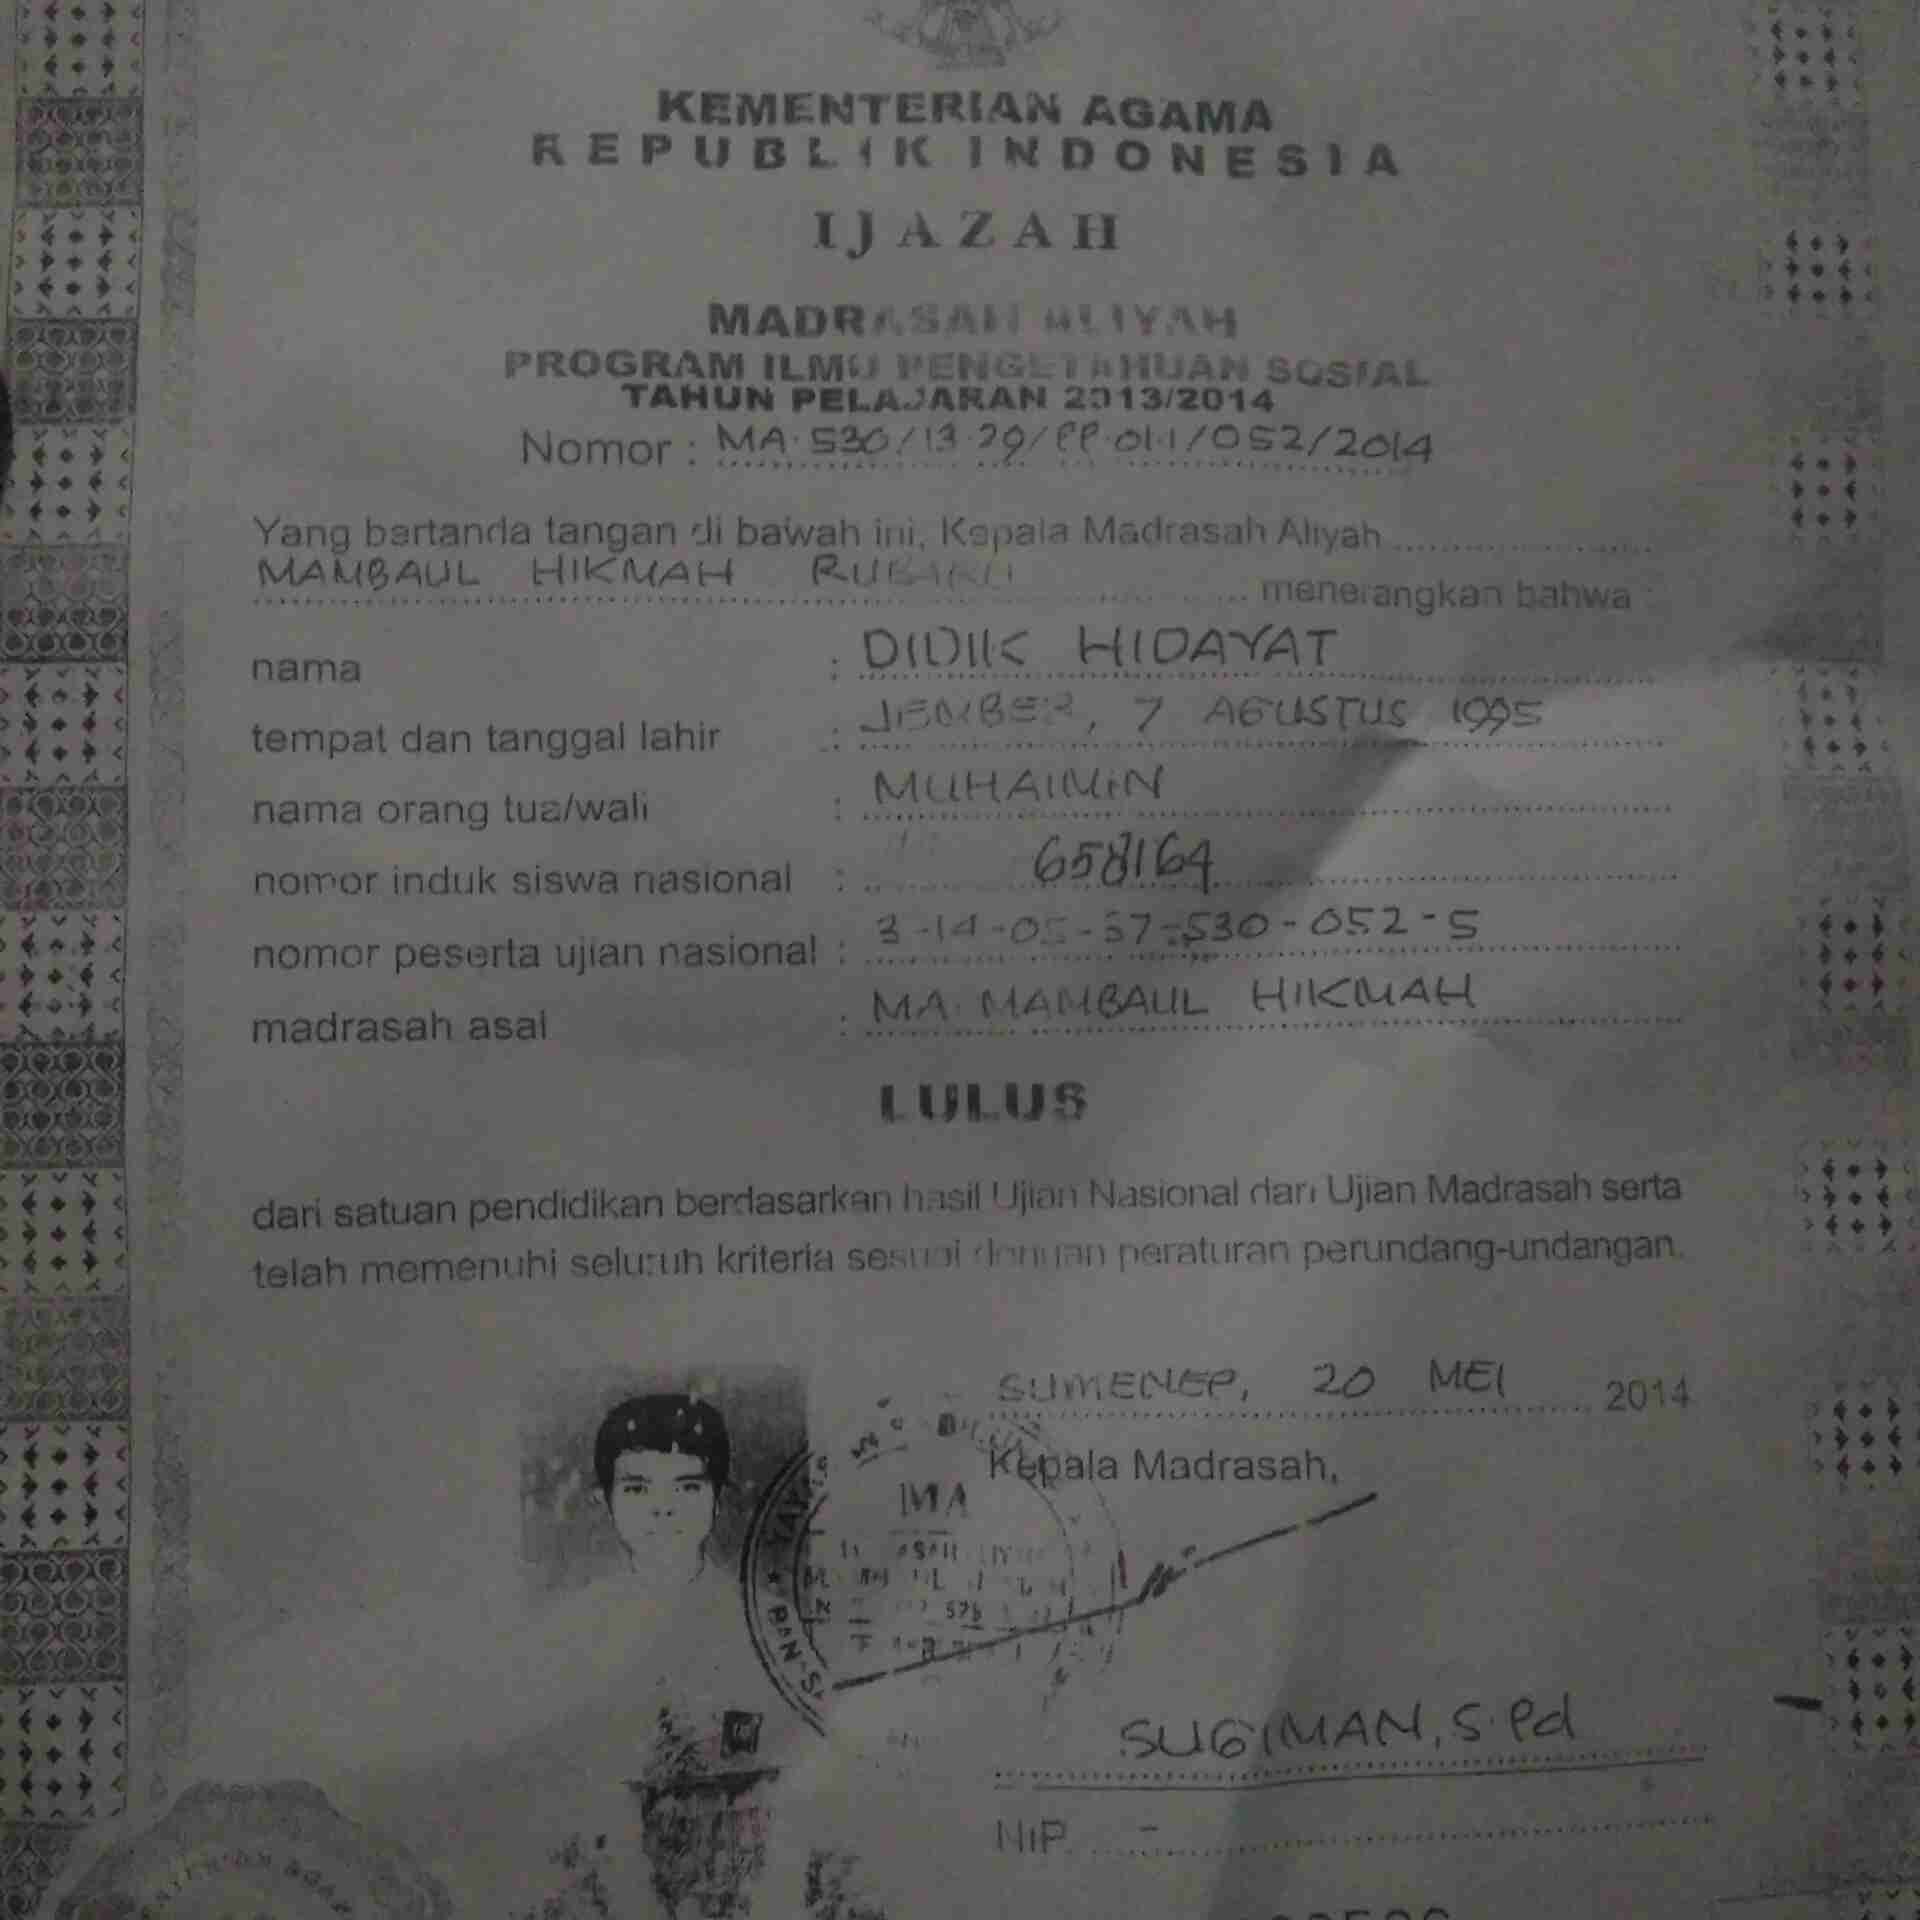 KEMENTERIAN AGAMA
REPUBLIK INDONESIA
IJAZAH
MADRASAH ALIYAH
PROGRAM ILMU PENGETAHUAN SOSIAL
TAHUN PELAJARAN 2013/2014
Nomor : MA.530/13.29/PP.01.1/052/2014
Yang bertanda tangan di bawah ini, Kepala Madrasah Aliyah
MAMBAUL HIKMAH RUBARU menerangkan bahwa :
nama : DIDIK HIDAYAT
tempat dan tanggal lahir : JEMBER, 7 AGUSTUS 1995
nama orang tua/wali : MUHAIMIN
nomor induk siswa nasional : 658164
nomor peserta ujian nasional : 3-14-05-37-530-052-5
madrasah asal : MA. MAMBAUL HIKMAH
LULUS
dari satuan pendidikan berdasarkan hasil Ujian Nasional dan Ujian Madrasah serta
telah memenuhi seluruh kriteria sesuai dengan peraturan perundang-undangan.
SUMENEP, 20 MEI 2014
Kepala Madrasah,
MA
SUGIMAN, S.Pd
NIP. -